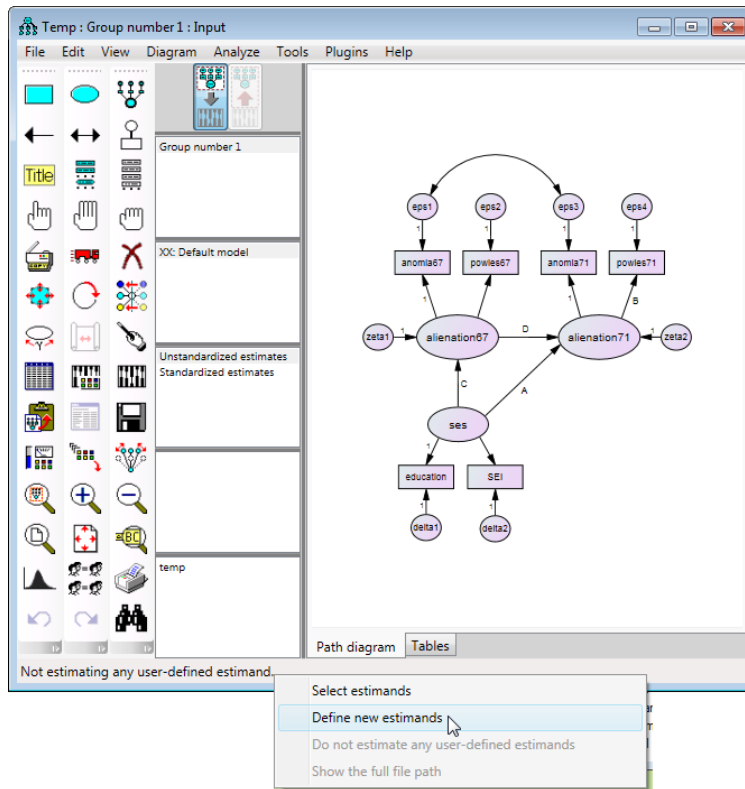 Temp : Group number 1 : Input
File Edit View Diagram Analyze Tools Plugins Help
Title
Group number 1
XX: Default model
Unstandardized estimates
Standardized estimates
temp
eps1 eps2 eps3 eps4
1 1 1 1
anomia67 powles67 anomia71 powles71
1 1 B
zeta1 1 alienation67 D alienation71 1 zeta2
C A
ses
1
education SEI
1 1
delta1 delta2
Path diagram Tables
Not estimating any user-defined estimand.
Select estimands
Define new estimands
Do not estimate any user-defined estimands
Show the full file path